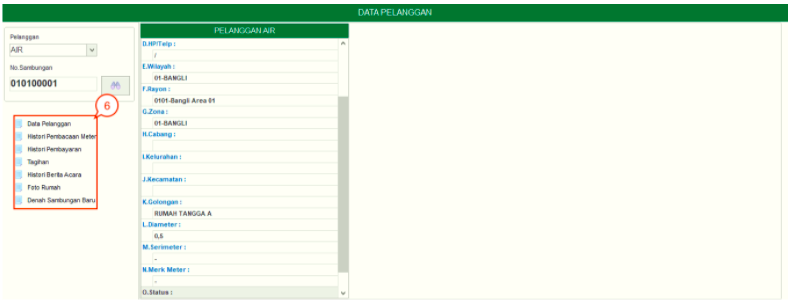 DATA PELANGGAN
Pelanggan
AIR
No.Sambungan
010100001
6
Data Pelanggan
Histori Pembacaan Meter
Histori Pembayaran
Tagihan
Histori Berita Acara
Foto Rumah
Denah Sambungan Baru
PELANGGAN AIR
D.HP/Telp :
/
E.Wilayah :
01-BANGLI
F.Rayon :
0101-Bangli Area 01
G.Zona :
01-BANGLI
H.Cabang :
I.Kelurahan :
J.Kecamatan :
K.Golongan :
RUMAH TANGGA A
L.Diameter :
0,5
M.Serimeter :
-
N.Merk Meter :
-
O.Status :